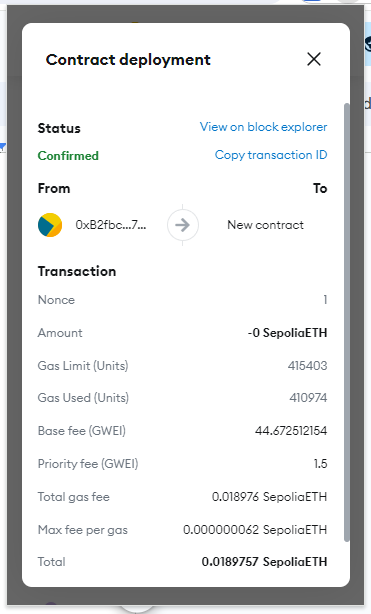 Contract deployment
Status
View on block explorer
Confirmed
Copy transaction ID
From
To
0xB2fbc...7...
New contract
Transaction
Nonce
1
Amount
-0 SepoliaETH
Gas Limit (Units)
415403
Gas Used (Units)
410974
Base fee (GWEI)
44.672512154
Priority fee (GWEI)
1.5
Total gas fee
0.018976 SepoliaETH
Max fee per gas
0.000000062 SepoliaETH
Total
0.0189757 SepoliaETH